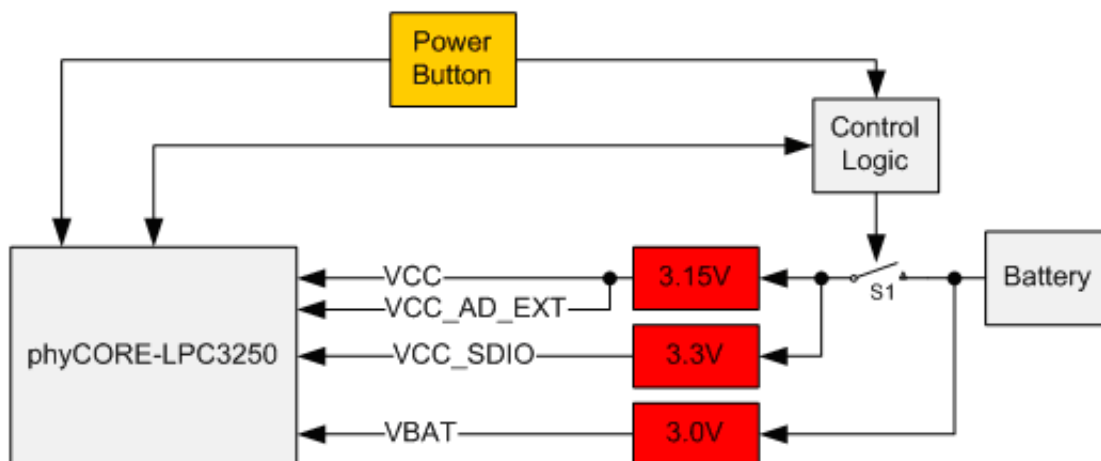 Power
Button
Control
Logic
VCC
3.15V
S1
Battery
VCC_AD_EXT
phyCORE-LPC3250
VCC_SDIO
3.3V
VBAT
3.0V